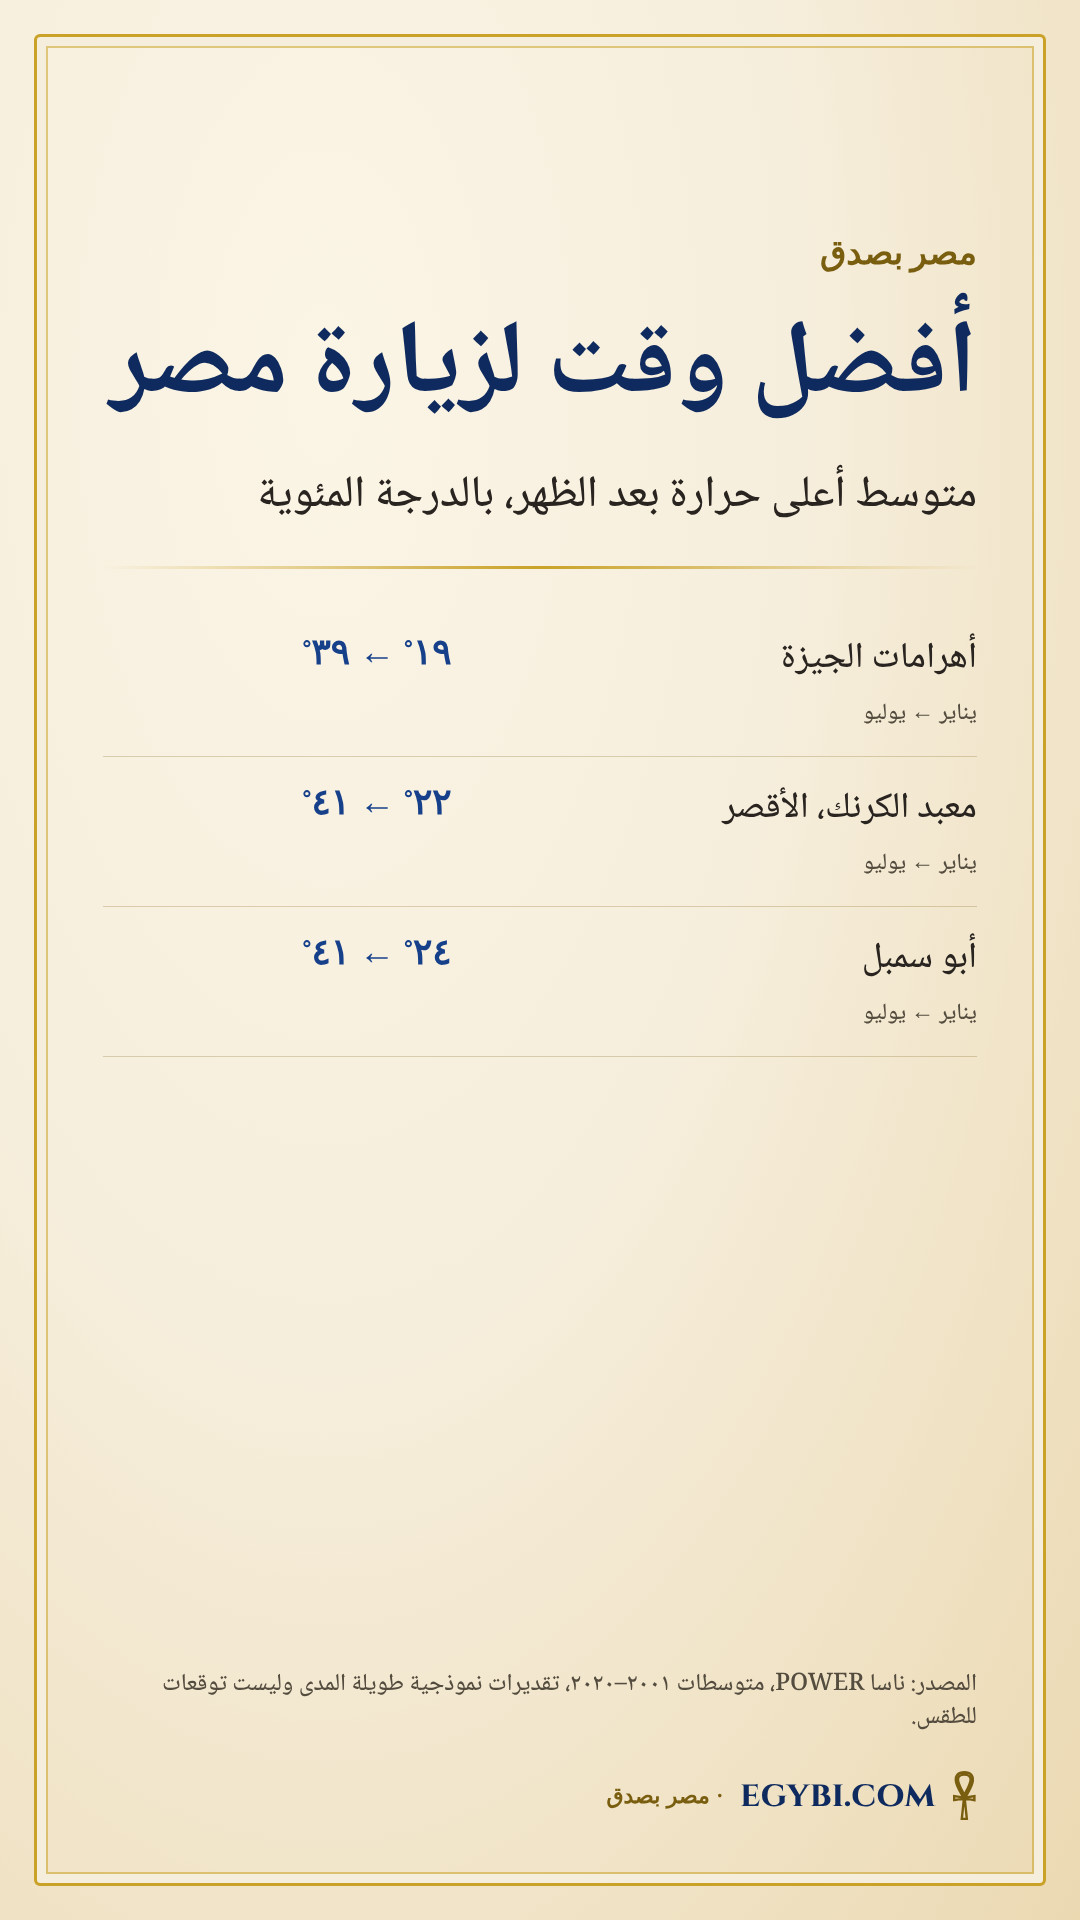 مصر بصدق
أفضل وقت لزيارة مصر
متوسط أعلى حرارة بعد الظهر، بالدرجة المئوية
أهرامات الجيزة
١٩° ← ٣٩°
يناير ← يوليو
معبد الكرنك، الأقصر
٢٢° ← ٤١°
يناير ← يوليو
أبو سمبل
٢٤° ← ٤١°
يناير ← يوليو
المصدر: ناسا POWER، متوسطات ٢٠٠١–٢٠٢٠، تقديرات نموذجية طويلة المدى وليست توقعات
للطقس.
EGYBI.COM · مصر بصدق